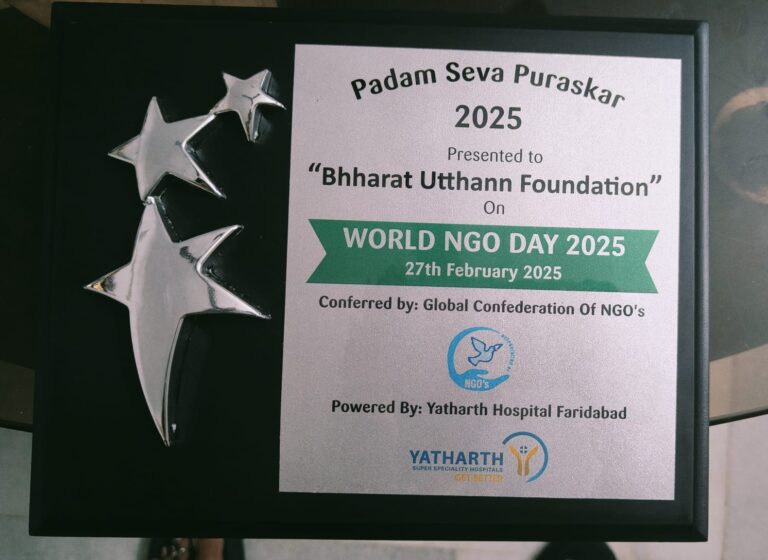 Padam Seva Puraskar
2025
Presented to
“Bhharat Utthann Foundation”
On
WORLD NGO DAY 2025
27th February 2025
Conferred by: Global Confederation Of NGO's
NGO's
Powered By: Yatharth Hospital Faridabad
YATHARTH
SUPER SPECIALITY HOSPITALS
GET BETTER